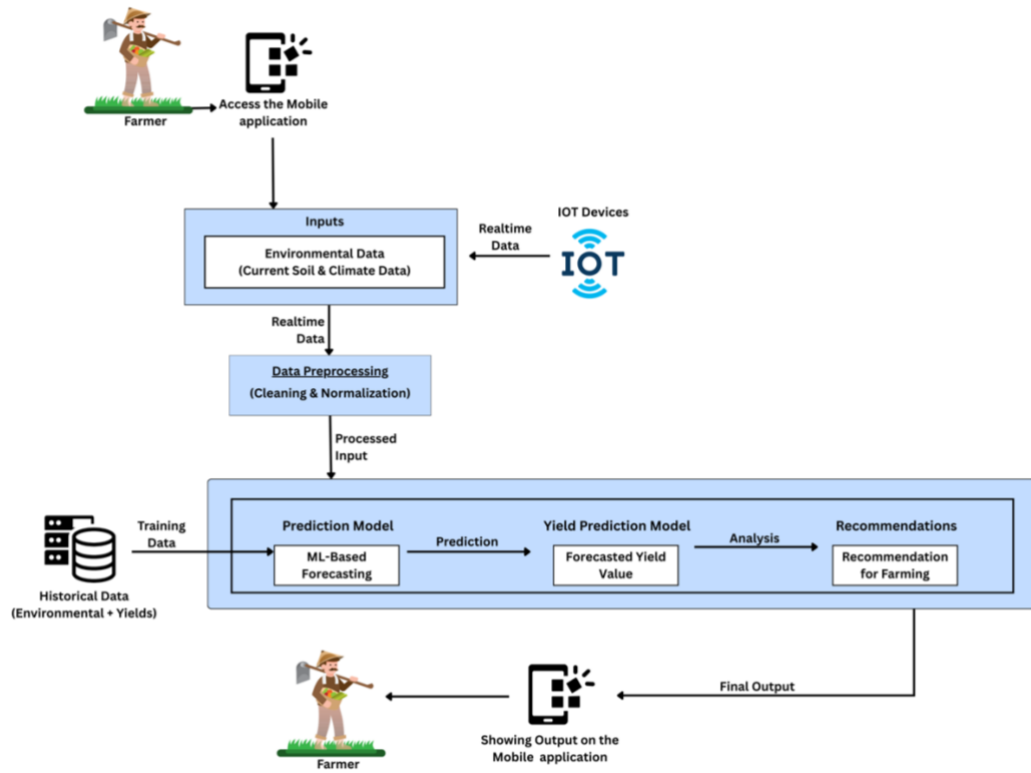 Farmer
Access the Mobile
application
Inputs
Environmental Data
(Current Soil & Climate Data)
Realtime
Data
IOT Devices
IOT
Realtime
Data
Data Preprocessing
(Cleaning & Normalization)
Processed
Input
Training
Data
Historical Data
(Environmental + Yields)
Prediction Model
ML-Based
Forecasting
Prediction
Yield Prediction Model
Forecasted Yield
Value
Analysis
Recommendations
Recommendation
for Farming
Final Output
Showing Output on the
Mobile application
Farmer